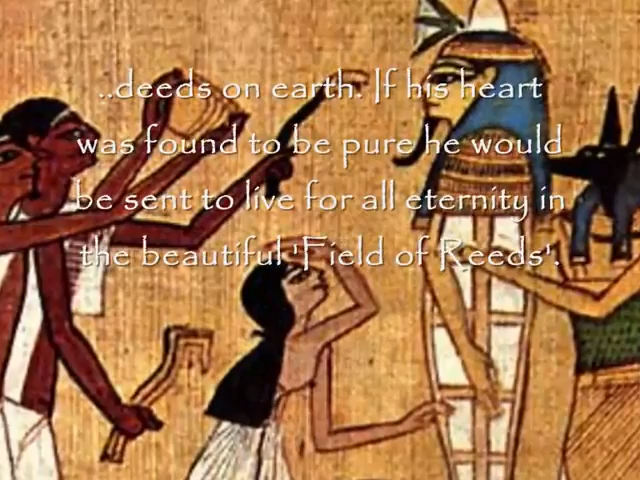 ..deeds on earth. If his heart
was found to be pure he would
be sent to live for all eternity in
the beautiful 'Field of Reeds'.